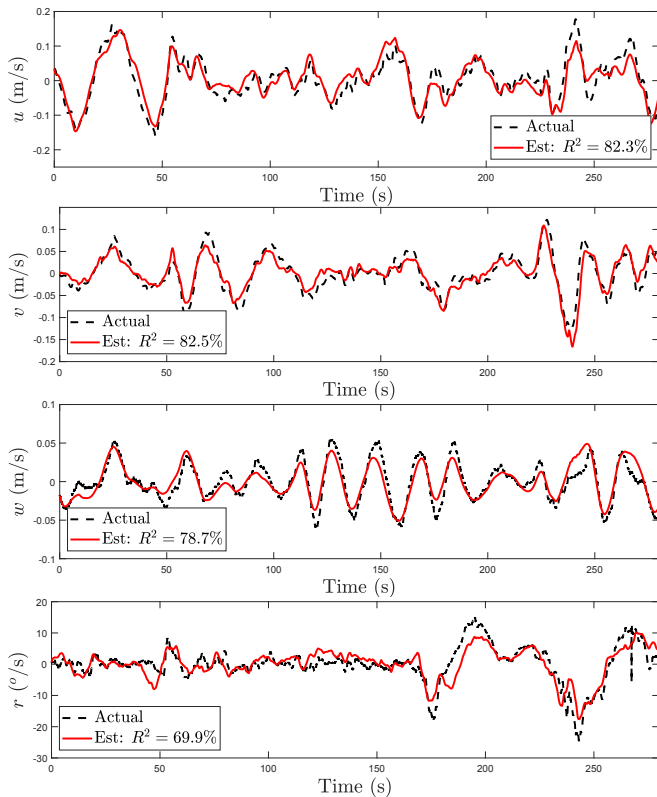 0.2
0.1
0
-0.1
-0.2
u (m/s)
0 50 100 150 200 250
Time (s)
Actual
Est: R² = 82.3%
0.1
0.05
0
-0.05
-0.1
-0.15
-0.2
v (m/s)
0 50 100 150 200 250
Time (s)
Actual
Est: R² = 82.5%
0.1
0.05
0
-0.05
-0.1
w (m/s)
0 50 100 150 200 250
Time (s)
Actual
Est: R² = 78.7%
20
10
0
-10
-20
-30
r (°/s)
0 50 100 150 200 250
Time (s)
Actual
Est: R² = 69.9%